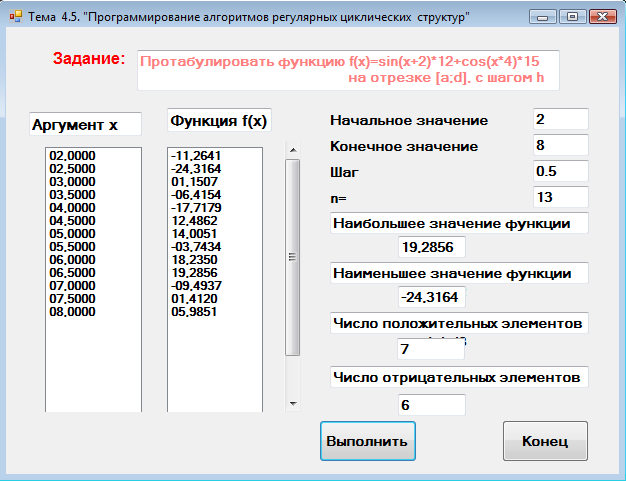 Тема 4.5. "Программирование алгоритмов регулярных циклических структур"
Задание:
Протабулировать функцию f(x)=sin(x+2)*12+cos(x*4)*15
на отрезке [a;d], с шагом h
Аргумент x
Функция f(x)
02,0000
02,5000
03,0000
03,5000
04,0000
04,5000
05,0000
05,5000
06,0000
06,5000
07,0000
07,5000
08,0000
-11,2641
-24,3164
01,1507
-06,4154
-17,7179
12,4862
14,0051
-03,7434
18,2350
19,2856
-09,4937
01,4120
05,9851
Начальное значение
2
Конечное значение
8
Шаг
0.5
n=
13
Наибольшее значение функции
19,2856
Наименьшее значение функции
-24,3164
Число положительных элементов
7
Число отрицательных элементов
6
Выполнить
Конец